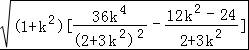 √((1+k²)[36k⁴/(2+3k²)² - 12k²-24/2+3k²])